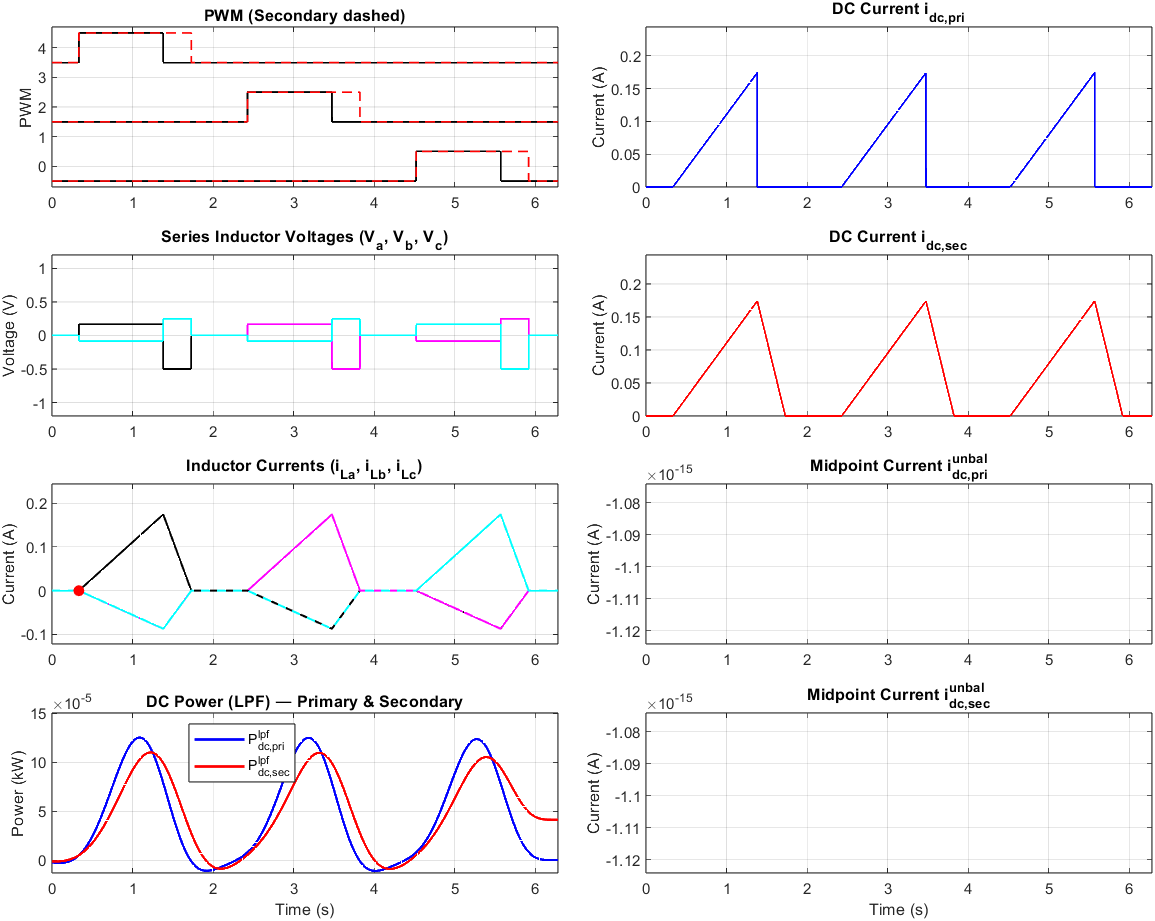 PWM (Secondary dashed)
PWM
4
3
2
1
0
0 1 2 3 4 5 6
DC Current i_dc,pri
Current (A)
0.2
0.15
0.1
0.05
0
0 1 2 3 4 5 6
Series Inductor Voltages (V_a, V_b, V_c)
Voltage (V)
1
0.5
0
-0.5
-1
0 1 2 3 4 5 6
DC Current i_dc,sec
Current (A)
0.2
0.15
0.1
0.05
0
0 1 2 3 4 5 6
Inductor Currents (i_La, i_Lb, i_Lc)
Current (A)
0.2
0.1
0
-0.1
0 1 2 3 4 5 6
Midpoint Current i_dc,pri^unbal
×10^-15
Current (A)
-1.08
-1.09
-1.1
-1.11
-1.12
0 1 2 3 4 5 6
DC Power (LPF) — Primary & Secondary
×10^-5
Power (kW)
15
10
5
0
P_dc,pri^lpf
P_dc,sec^lpf
0 1 2 3 4 5 6
Time (s)
Midpoint Current i_dc,sec^unbal
×10^-15
Current (A)
-1.08
-1.09
-1.1
-1.11
-1.12
0 1 2 3 4 5 6
Time (s)